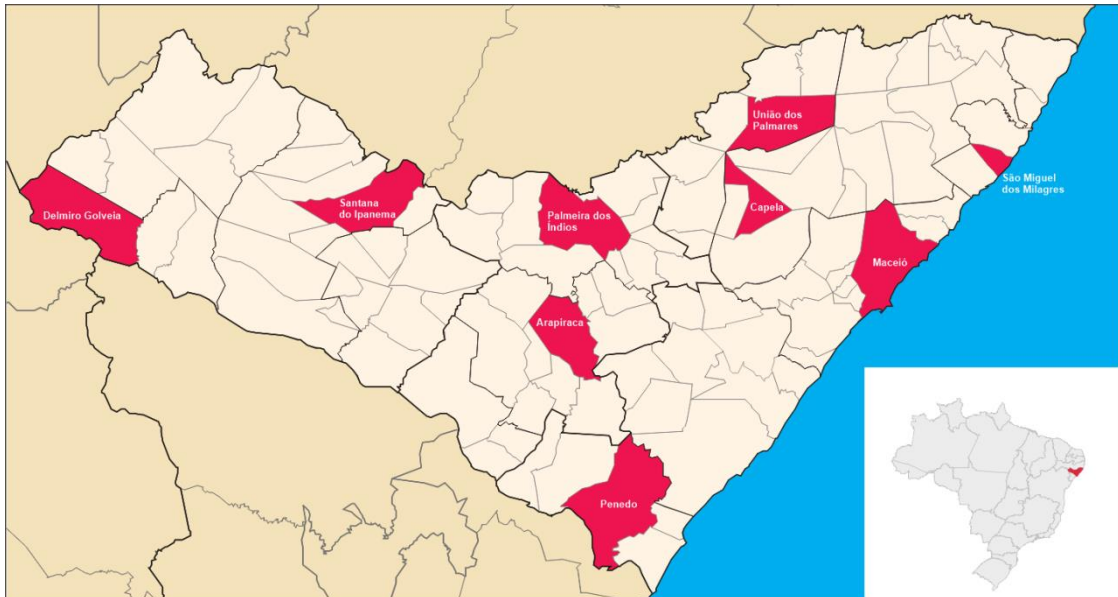 União dos
Palmares
São Miguel
dos Milagres
Santana
do Ipanema
Capela
Delmiro Golveia
Palmeira dos
Índios
Maceió
Arapiraca
Penedo